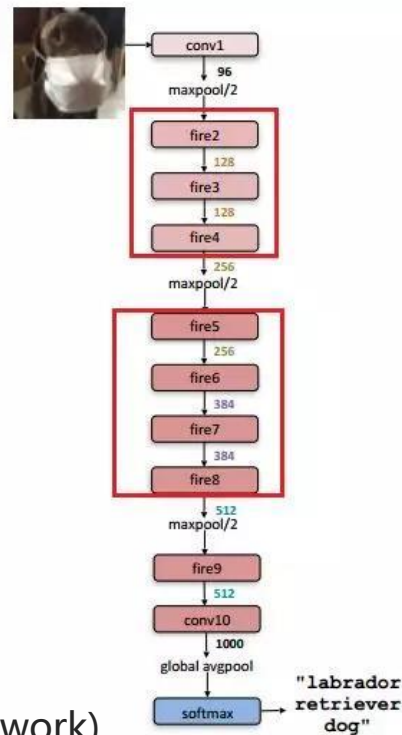 conv1
96
maxpool/2
fire2
128
fire3
128
fire4
256
maxpool/2
fire5
256
fire6
384
fire7
384
fire8
512
maxpool/2
fire9
512
conv10
1000
global avgpool
softmax
"labrador
retriever
dog"
work)